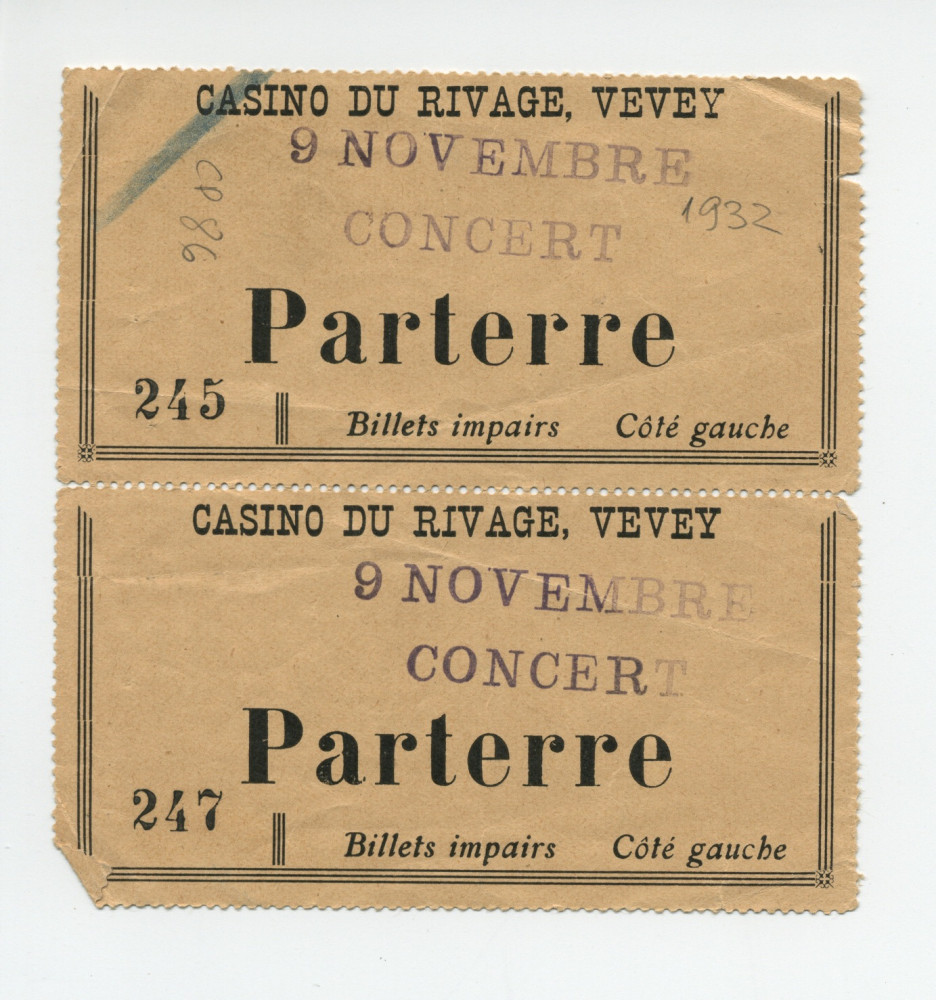 CASINO DU RIVAGE, VEVEY
9 NOVEMBRE
CONCERT
1932
Parterre
245
Billets impairs Côté gauche
CASINO DU RIVAGE, VEVEY
9 NOVEMBRE
CONCERT
Parterre
247
Billets impairs Côté gauche